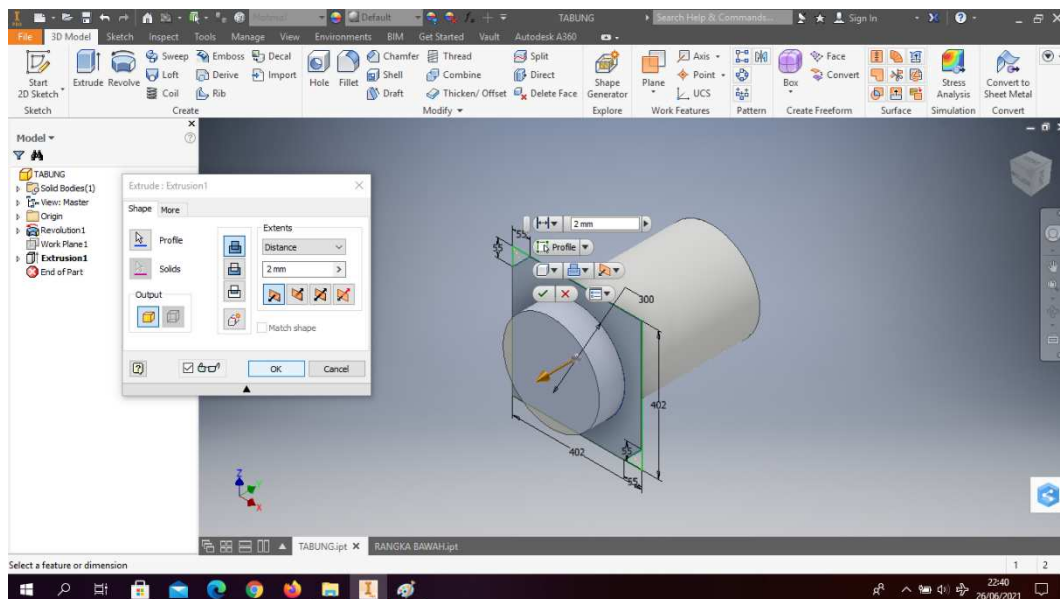 Material
Default
TABUNG
Search Help & Commands...
Sign In
File 3D Model Sketch Inspect Tools Manage View Environments BIM Get Started Vault Autodesk A360
Start 2D Sketch
Extrude
Revolve
Sweep
Loft
Coil
Emboss
Derive
Rib
Decal
Import
Hole
Fillet
Chamfer
Shell
Draft
Thread
Combine
Thicken/ Offset
Split
Direct
Delete Face
Shape Generator
Plane
Axis
Point
UCS
Box
Face
Convert
Stress Analysis
Convert to Sheet Metal
Sketch Create Modify Explore Work Features Pattern Create Freeform Surface Simulation Convert
Model
TABUNG
Solid Bodies(1)
View: Master
Origin
Revolution1
Work Plane1
Extrusion1
End of Part
Extrude : Extrusion1
Shape More
Profile
Solids
Output
Extents
Distance
2 mm
Match shape
OK Cancel
2 mm
Profile
55
55
300
402
402
55
55
Z
X
TABUNG.ipt
RANGKA BAWAH.ipt
Select a feature or dimension
1 2
22:40
26/06/2021